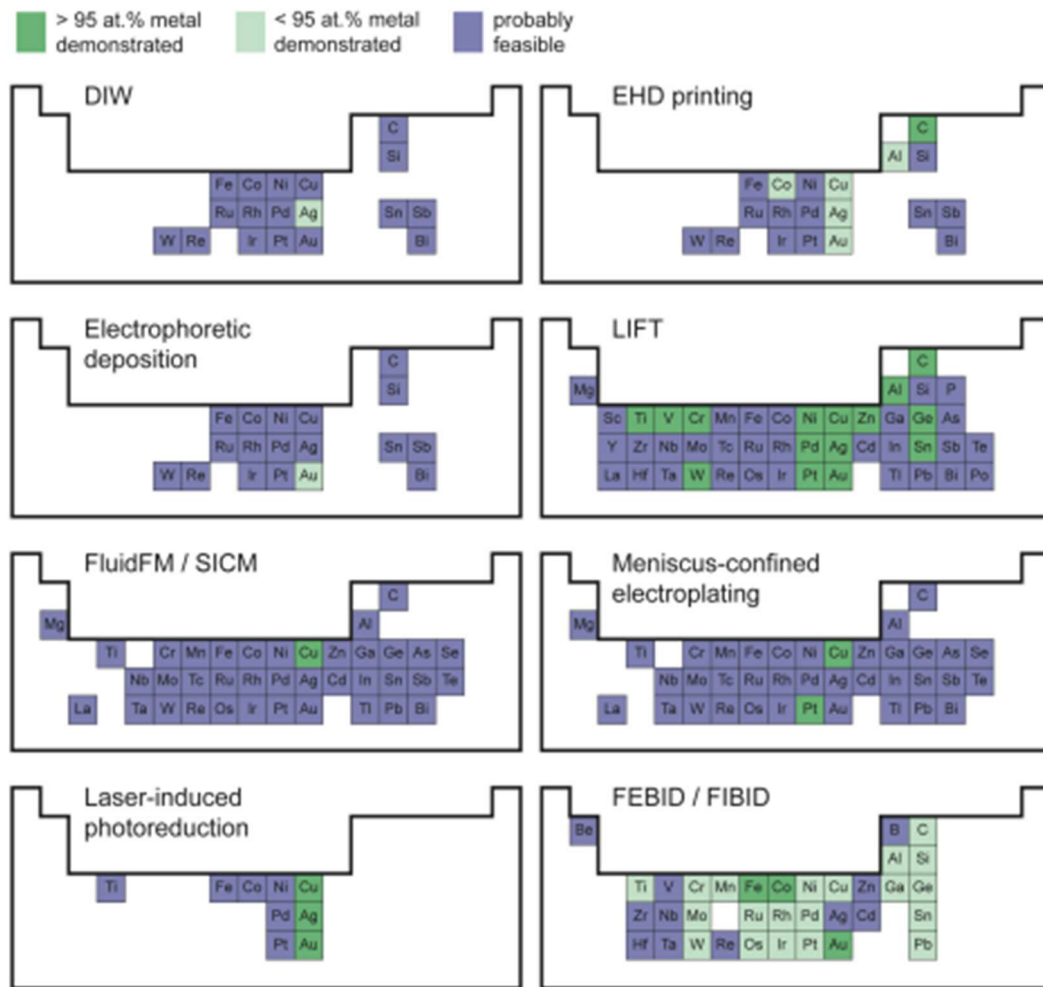 > 95 at.% metal
demonstrated
< 95 at.% metal
demonstrated
probably
feasible
DIW
C
Si
Fe Co Ni Cu
Ru Rh Pd Ag Sn Sb
W Re Ir Pt Au Bi
EHD printing
C
Al Si
Fe Co Ni Cu
Ru Rh Pd Ag Sn Sb
W Re Ir Pt Au Bi
Electrophoretic
deposition
C
Si
Fe Co Ni Cu
Ru Rh Pd Ag Sn Sb
W Re Ir Pt Au Bi
LIFT
C
Mg Al Si P
Sc Ti V Cr Mn Fe Co Ni Cu Zn Ga Ge As
Y Zr Nb Mo Tc Ru Rh Pd Ag Cd In Sn Sb Te
La Hf Ta W Re Os Ir Pt Au Tl Pb Bi Po
FluidFM / SICM
C
Mg Al
Ti Cr Mn Fe Co Ni Cu Zn Ga Ge As Se
Nb Mo Tc Ru Rh Pd Ag Cd In Sn Sb Te
La Ta W Re Os Ir Pt Au Tl Pb Bi
Meniscus-confined
electroplating
C
Mg Al
Ti Cr Mn Fe Co Ni Cu Zn Ga Ge As Se
Nb Mo Tc Ru Rh Pd Ag Cd In Sn Sb Te
La Ta W Re Os Ir Pt Au Tl Pb Bi
Laser-induced
photoreduction
Ti Fe Co Ni Cu
Pd Ag
Pt Au
FEBID / FIBID
Be B C
Al Si
Ti V Cr Mn Fe Co Ni Cu Zn Ga Ge
Zr Nb Mo Ru Rh Pd Ag Cd Sn
Hf Ta W Re Os Ir Pt Au Pb